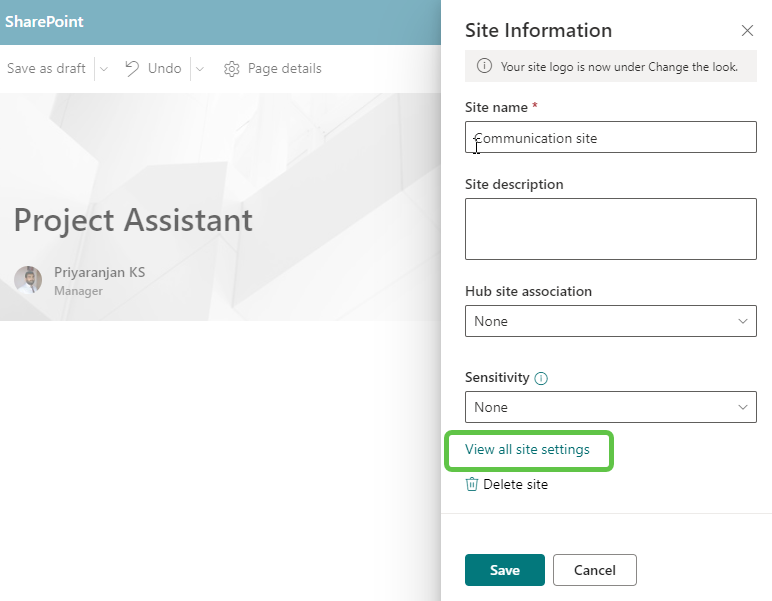 SharePoint
Save as draft
Undo
Page details
Project Assistant
Priyaranjan KS
Manager
Site Information
Your site logo is now under Change the look.
Site name *
Communication site
Site description
Hub site association
None
Sensitivity
None
View all site settings
Delete site
Save
Cancel